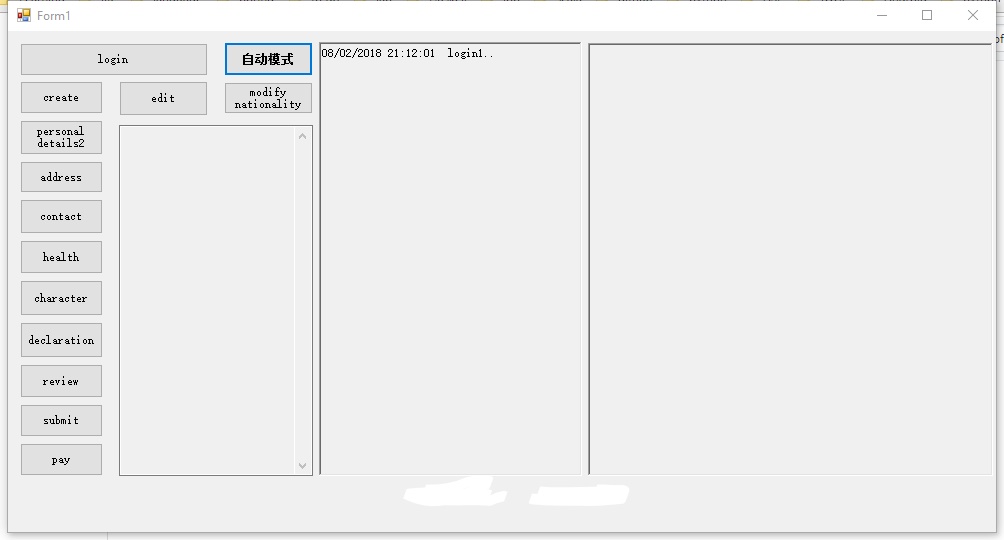 Form1
login
自动模式
08/02/2018 21:12:01  login1..
create
edit
modify
nationality
personal
details2
address
contact
health
character
declaration
review
submit
pay
of